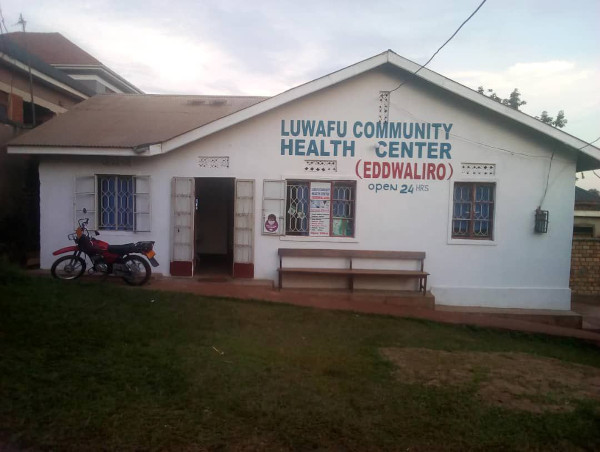 LUWAFU COMMUNITY
HEALTH CENTER
(EDDWALIRO)
OPEN 24 HRS